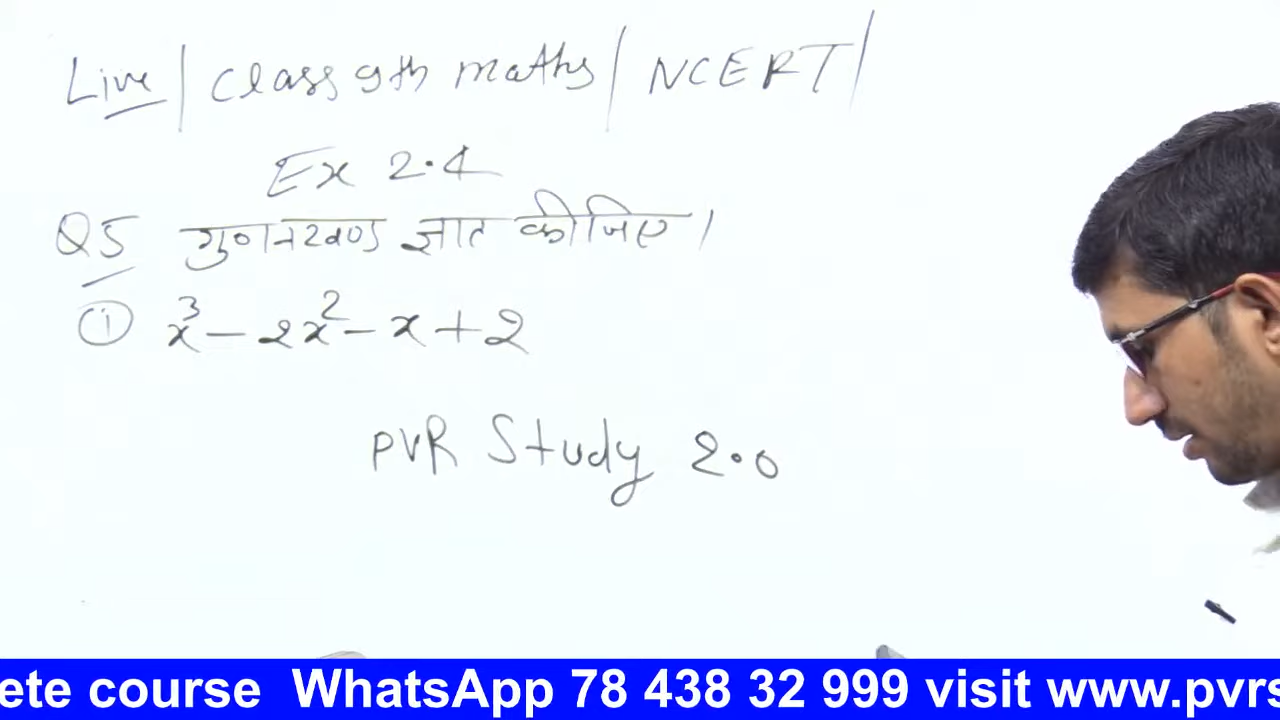 Live / Class 9th maths / NCERT /
Ex 2.4
Q5 गुणनखण्ड ज्ञात कीजिए।
① x³ - 2x² - x + 2
PVR Study 2.0
ete course WhatsApp 78 438 32 999 visit www.pvrs